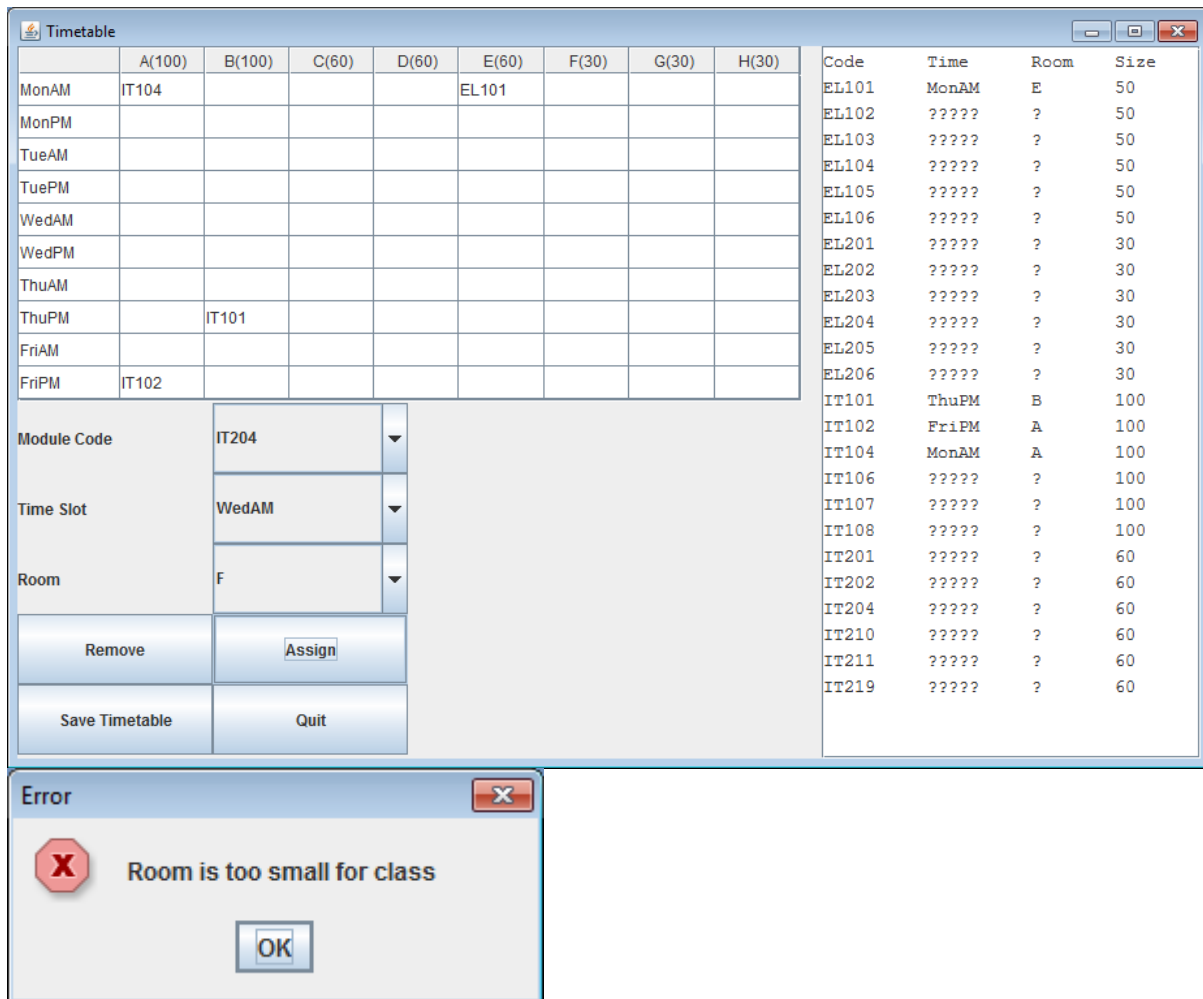 Timetable
A(100) B(100) C(60) D(60) E(60) F(30) G(30) H(30)
MonAM IT104 EL101
MonPM
TueAM
TuePM
WedAM
WedPM
ThuAM
ThuPM IT101
FriAM
FriPM IT102
Module Code IT204
Time Slot WedAM
Room F
Remove Assign
Save Timetable Quit
Code Time Room Size
EL101 MonAM E 50
EL102 ????? ? 50
EL103 ????? ? 50
EL104 ????? ? 50
EL105 ????? ? 50
EL106 ????? ? 50
EL201 ????? ? 30
EL202 ????? ? 30
EL203 ????? ? 30
EL204 ????? ? 30
EL205 ????? ? 30
EL206 ????? ? 30
IT101 ThuPM B 100
IT102 FriPM A 100
IT104 MonAM A 100
IT106 ????? ? 100
IT107 ????? ? 100
IT108 ????? ? 100
IT201 ????? ? 60
IT202 ????? ? 60
IT204 ????? ? 60
IT210 ????? ? 60
IT211 ????? ? 60
IT219 ????? ? 60
Error
Room is too small for class
OK